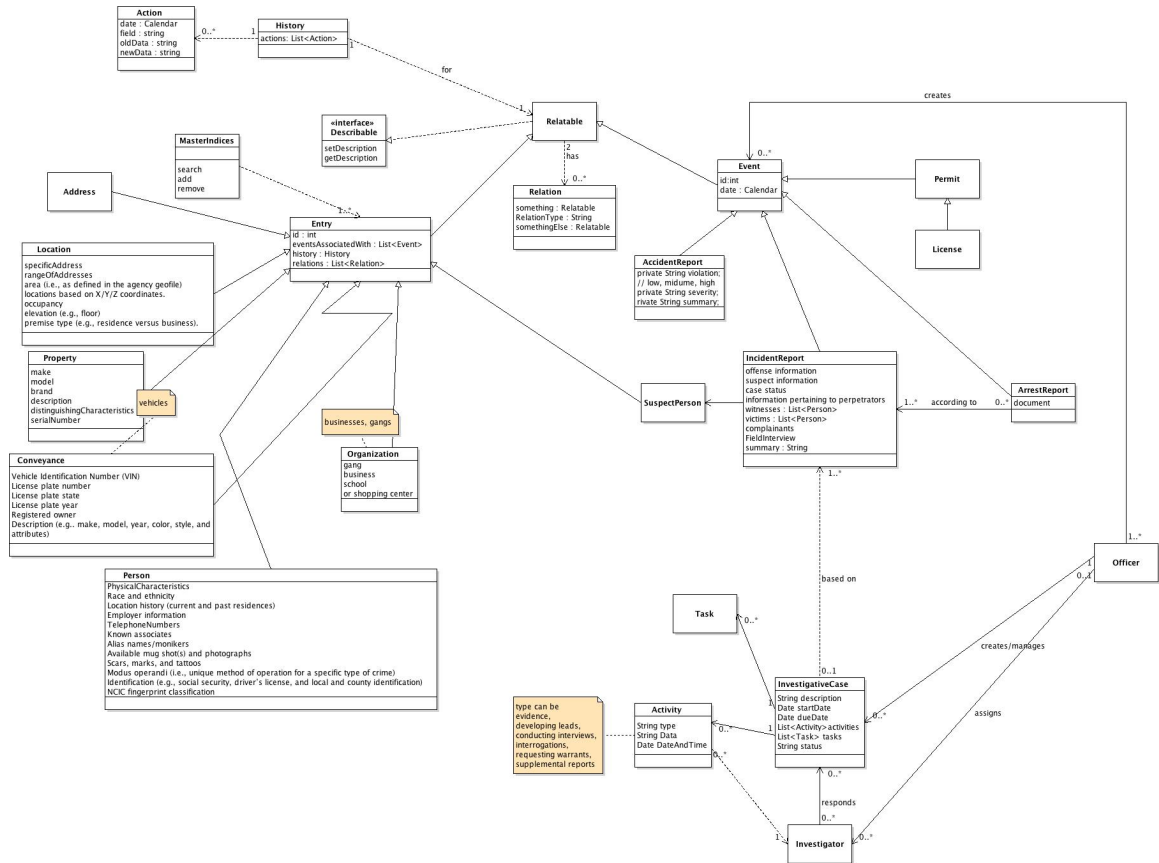 Action
date : Calendar
field : string
oldData : string
newData : string
0..*
1
History
actions: List<Action>
1
for
1
Relatable
2
has
0..*
«interface»
Describable
setDescription
getDescription
MasterIndices
search
add
remove
1..*
Address
Relation
something : Relatable
RelationType : String
somethingElse : Relatable
creates
0..*
Event
id:int
date : Calendar
Permit
License
Entry
id : int
eventsAssociatedWith : List<Event>
history : History
relations : List<Relation>
Location
specificAddress
rangeOfAddresses
area (i.e., as defined in the agency geofile)
locations based on X/Y/Z coordinates.
occupancy
elevation (e.g., floor)
premise type (e.g., residence versus business).
AccidentReport
private String violation;
// low, midume, high
private String severity;
rivate String summary;
Property
make
model
brand
description
distinguishingCharacteristics
serialNumber
vehicles
IncidentReport
offense information
suspect information
case status
information pertaining to perpetrators
witnesses : List<Person>
victims : List<Person>
complainants
FieldInterview
summary : String
SuspectPerson
1..*
according to
0..*
ArrestReport
document
businesses, gangs
Organization
gang
business
school
or shopping center
Conveyance
Vehicle Identification Number (VIN)
License plate number
License plate state
License plate year
Registered owner
Description (e.g.. make, model, year, color, style, and
attributes)
1..*
based on
0..1
1..*
Officer
1
0..1
Person
PhysicalCharacteristics
Race and ethnicity
Location history (current and past residences)
Employer information
TelephoneNumbers
Known associates
Alias names/monikers
Available mug shot(s) and photographs
Scars, marks, and tattoos
Modus operandi (i.e., unique method of operation for a specific type of crime)
Identification (e.g., social security, driver's license, and local and county identification)
NCIC fingerprint classification
Task
0..*
creates/manages
InvestigativeCase
String description
Date startDate
Date dueDate
List<Activity>activities
List<Task> tasks
String status
1
1
0..*
assigns
type can be
evidence,
developing leads,
conducting interviews,
interrogations,
requesting warrants,
supplemental reports
Activity
String type
String Data
Date DateAndTime
0..*
0..*
0..*
responds
0..*
1
Investigator
0..*